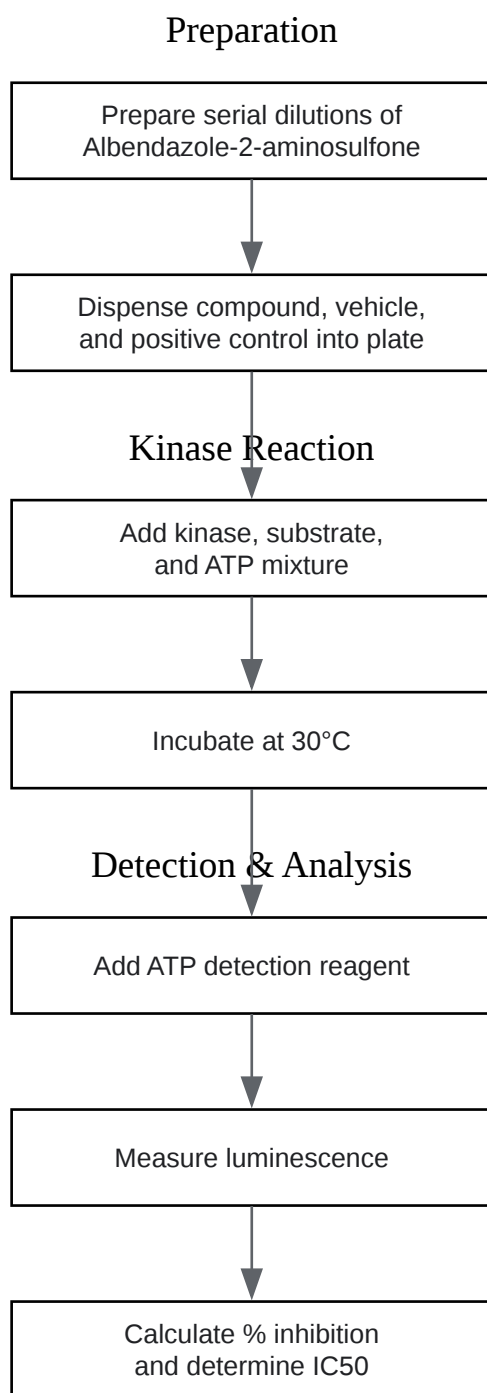 Preparation
Prepare serial dilutions of
Albendazole-2-aminosulfone
Dispense compound, vehicle,
and positive control into plate
Kinase Reaction
Add kinase, substrate,
and ATP mixture
Incubate at 30°C
Detection & Analysis
Add ATP detection reagent
Measure luminescence
Calculate % inhibition
and determine IC50